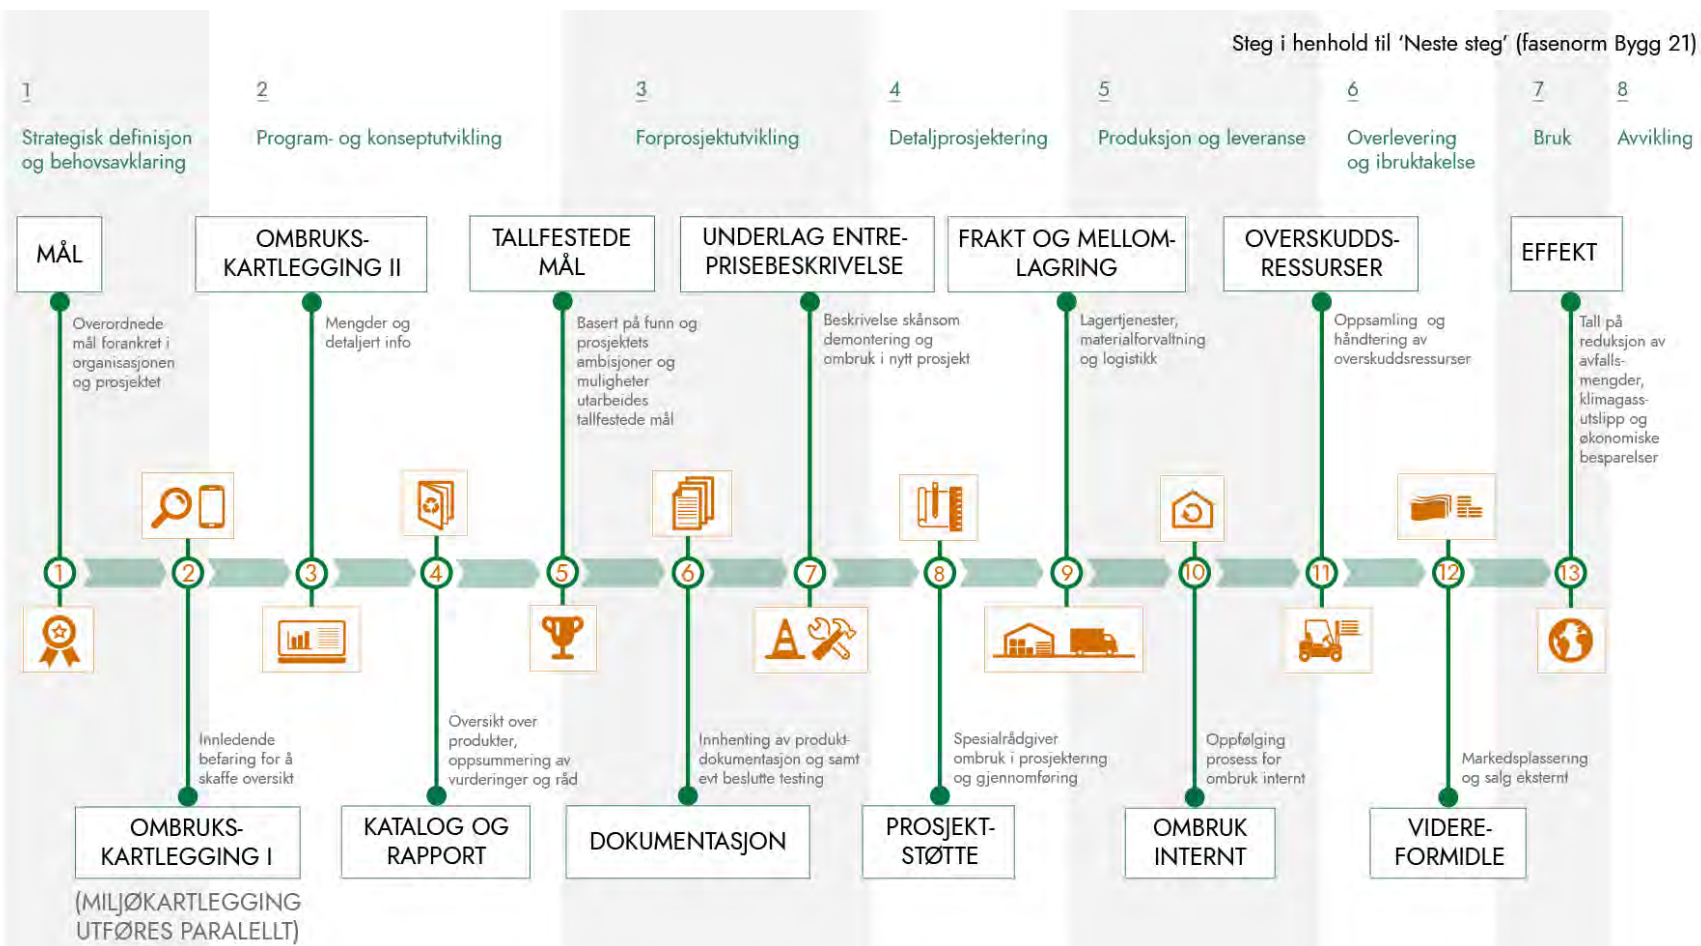 Steg i henhold til ‘Neste steg’ (fasenorm Bygg 21)
1
Strategisk definisjon
og behovsavklaring
2
Program- og konseptutvikling
3
Forprosjektutvikling
4
Detaljprosjektering
5
Produksjon og leveranse
6
Overlevering
og ibruktakelse
7
Bruk
8
Avvikling
MÅL
Overordnede
mål forankret i
organisasjonen
og prosjektet
OMBRUKS-
KARTLEGGING II
Mengder og
detaljert info
TALLFESTEDE
MÅL
Basert på funn og
prosjektets
ambisjoner og
muligheter
utarbeides
tallfestede mål
UNDERLAG ENTRE-
PRISEBESKRIVELSE
Beskrivelse skånsom
demontering og
ombruk i nytt prosjekt
FRAKT OG MELLOM-
LAGRING
Lagertjenester,
materialforvaltning
og logistikk
OVERSKUDDS-
RESSURSER
Oppsamling og
håndtering av
overskuddsressurser
EFFEKT
Tall på
reduksjon av
avfalls-
mengder,
klimagass-
utslipp og
økonomiske
besparelser
1
2
3
4
5
6
7
8
9
10
11
12
13
Innledende
befaring for å
skaffe oversikt
OMBRUKS-
KARTLEGGING I
(MILJØKARTLEGGING
UTFØRES PARALELLT)
Oversikt over
produkter,
oppsummering av
vurderinger og råd
KATALOG OG
RAPPORT
Innhenting av produkt-
dokumentasjon og samt
evt beslutte testing
DOKUMENTASJON
Spesialrådgiver
ombruk i prosjektering
og gjennomføring
PROSJEKT-
STØTTE
Oppfølging
prosess for
ombruk internt
OMBRUK
INTERNT
Markedsplassering
og salg eksternt
VIDERE-
FORMIDLE